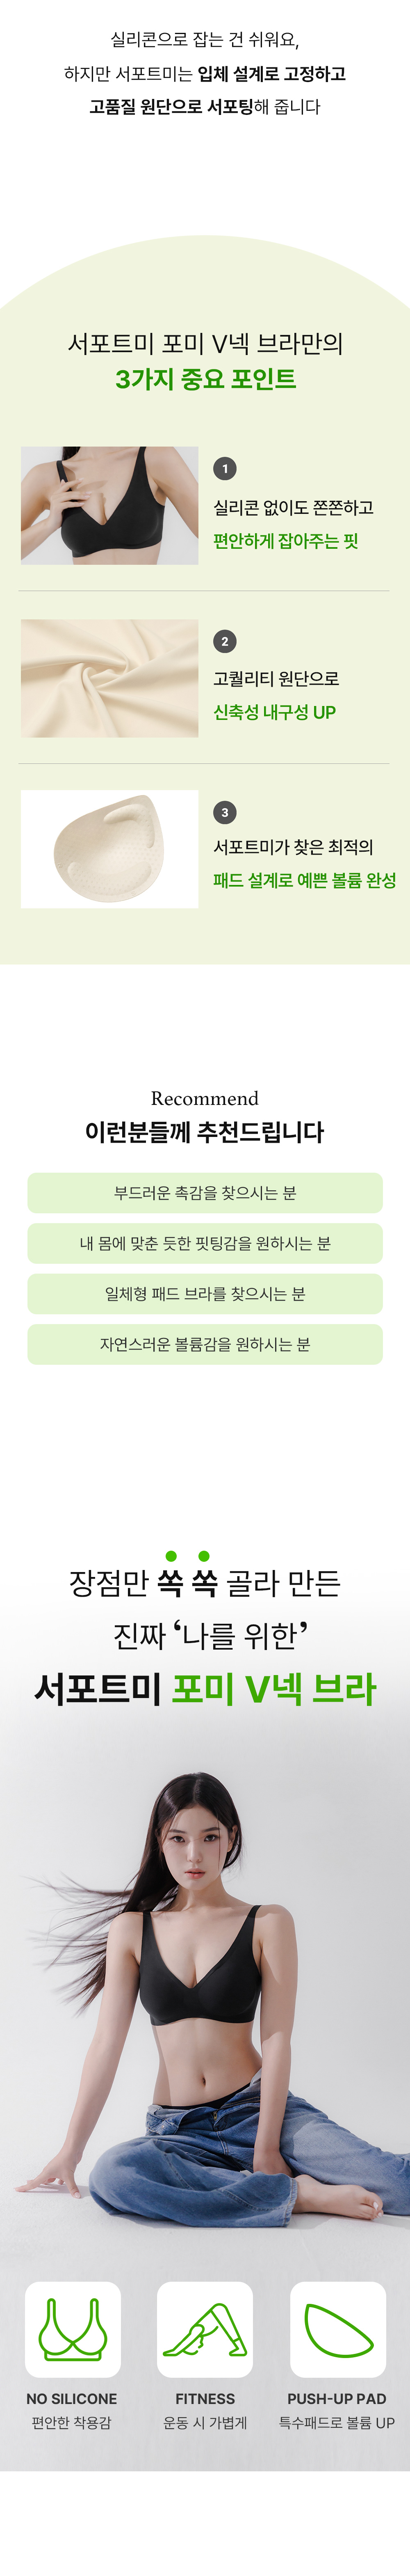 실리콘으로 잡는 건 쉬워요,
하지만 서포트미는 입체 설계로 고정하고
고품질 원단으로 서포팅해 줍니다
서포트미 포미 V넥 브라만의
3가지 중요 포인트
1
실리콘 없이도 쫀쫀하고
편안하게 잡아주는 핏
2
고퀄리티 원단으로
신축성 내구성 UP
3
서포트미가 찾은 최적의
패드 설계로 예쁜 볼륨 완성
Recommend
이런분들께 추천드립니다
부드러운 촉감을 찾으시는 분
내 몸에 맞춘 듯한 핏팅감을 원하시는 분
일체형 패드 브라를 찾으시는 분
자연스러운 볼륨감을 원하시는 분
장점만 쏙 쏙 골라 만든
진짜 ‘나를 위한’
서포트미 포미 V넥 브라
NO SILICONE
편안한 착용감
FITNESS
운동 시 가볍게
PUSH-UP PAD
특수패드로 볼륨 UP